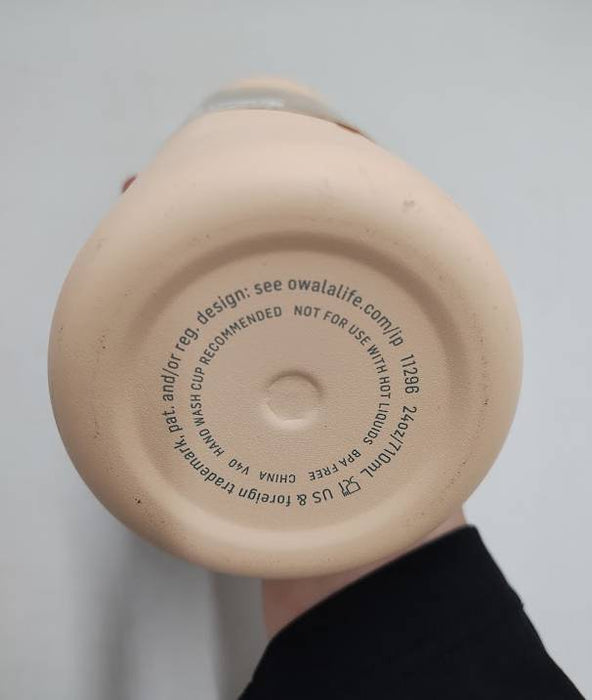 US & foreign trademark, pat. and/or reg. design: see owalalife.com/ip 11296 24oz/710mL
HAND WASH CUP RECOMMENDED NOT FOR USE WITH HOT LIQUIDS BPA FREE CHINA V40